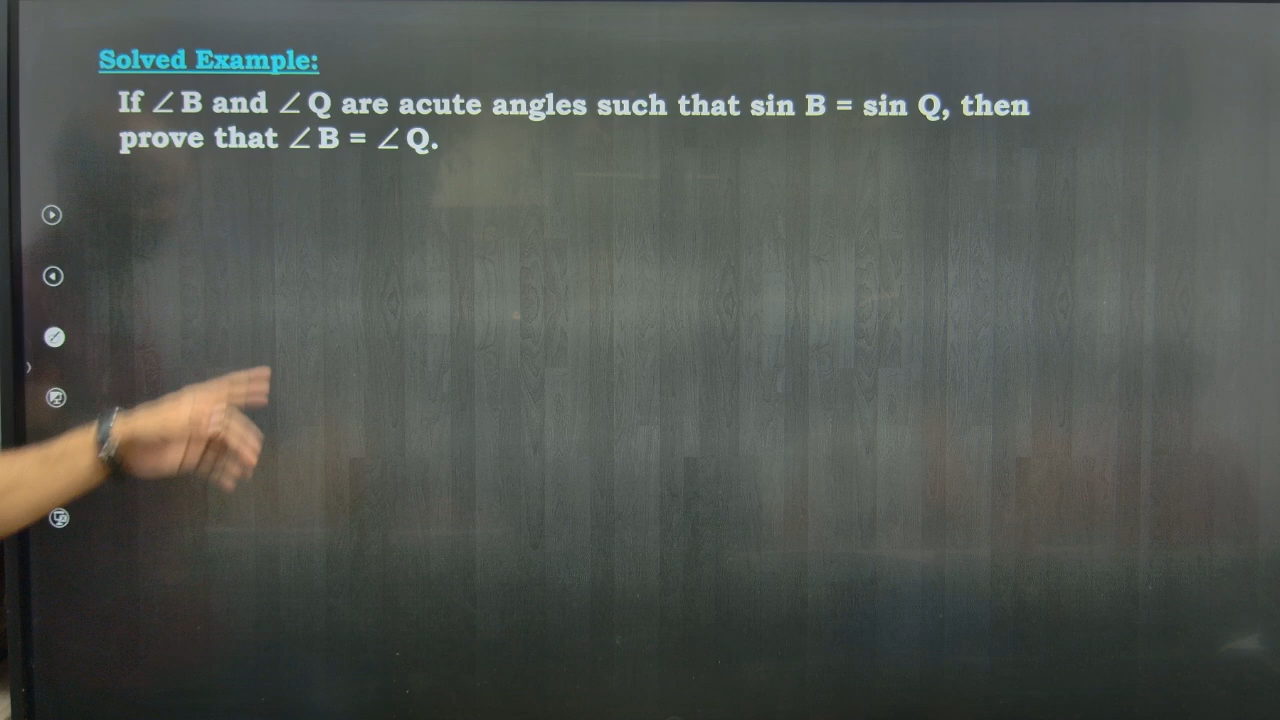 Solved Example:
If ∠B and ∠Q are acute angles such that sin B = sin Q, then
prove that ∠B = ∠Q.